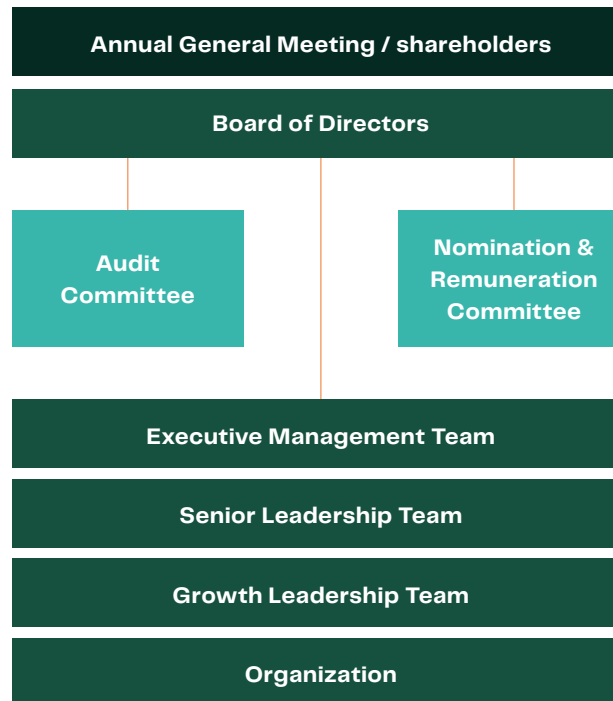 Annual General Meeting / shareholders
Board of Directors
Audit
Committee
Nomination &
Remuneration
Committee
Executive Management Team
Senior Leadership Team
Growth Leadership Team
Organization